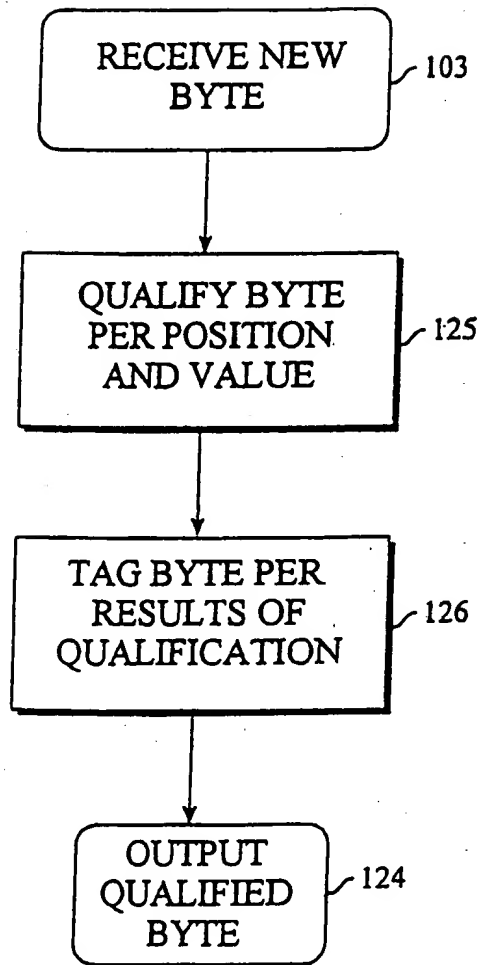 RECEIVE NEW
BYTE
103
QUALIFY BYTE
PER POSITION
AND VALUE
125
TAG BYTE PER
RESULTS OF
QUALIFICATION
126
OUTPUT
QUALIFIED
BYTE
124